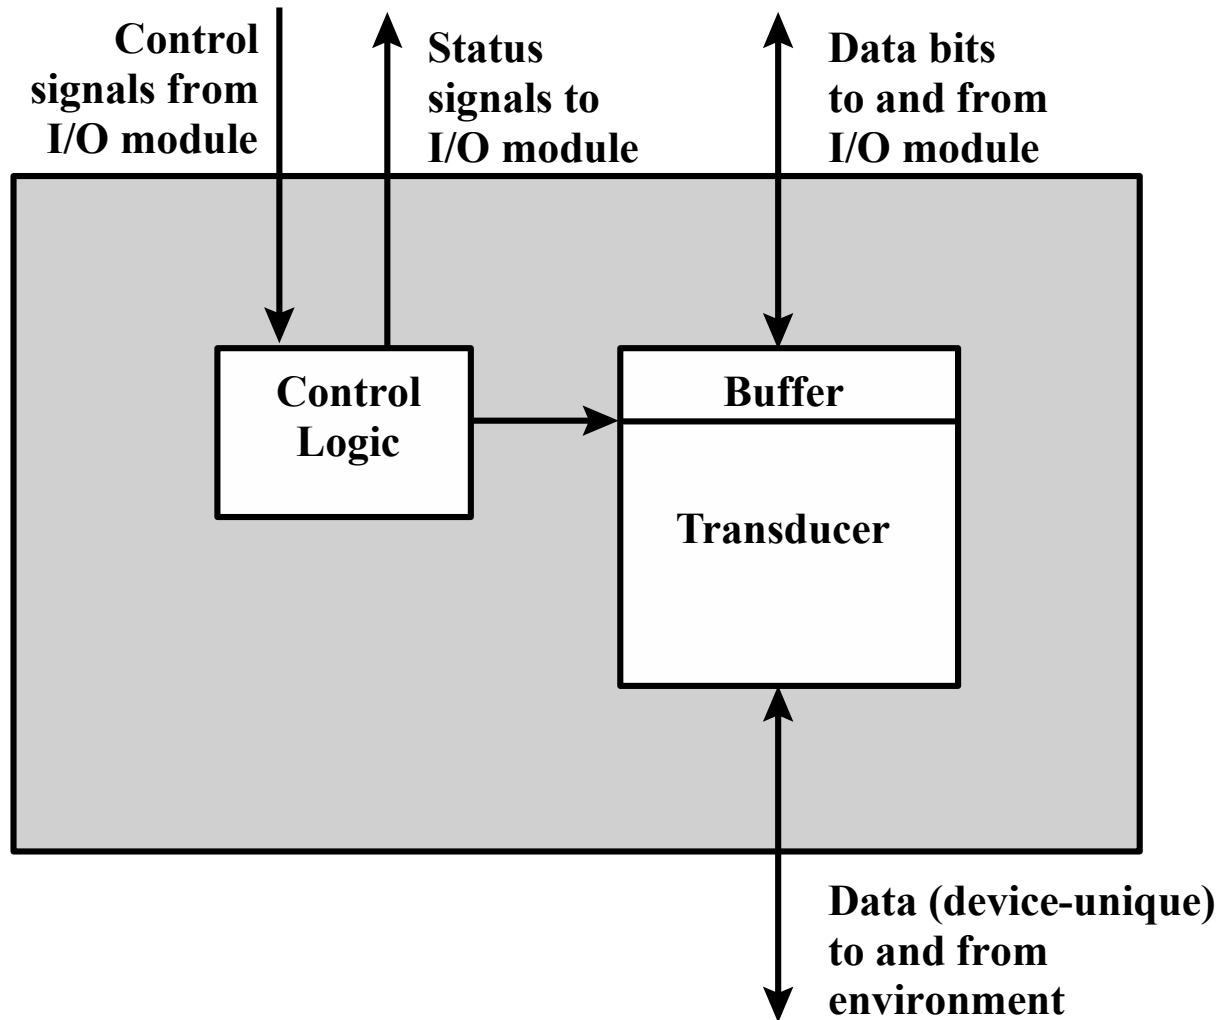 Control
signals from
I/O module
Status
signals to
I/O module
Data bits
to and from
I/O module
Control
Logic
Buffer
Transducer
Data (device-unique)
to and from
environment